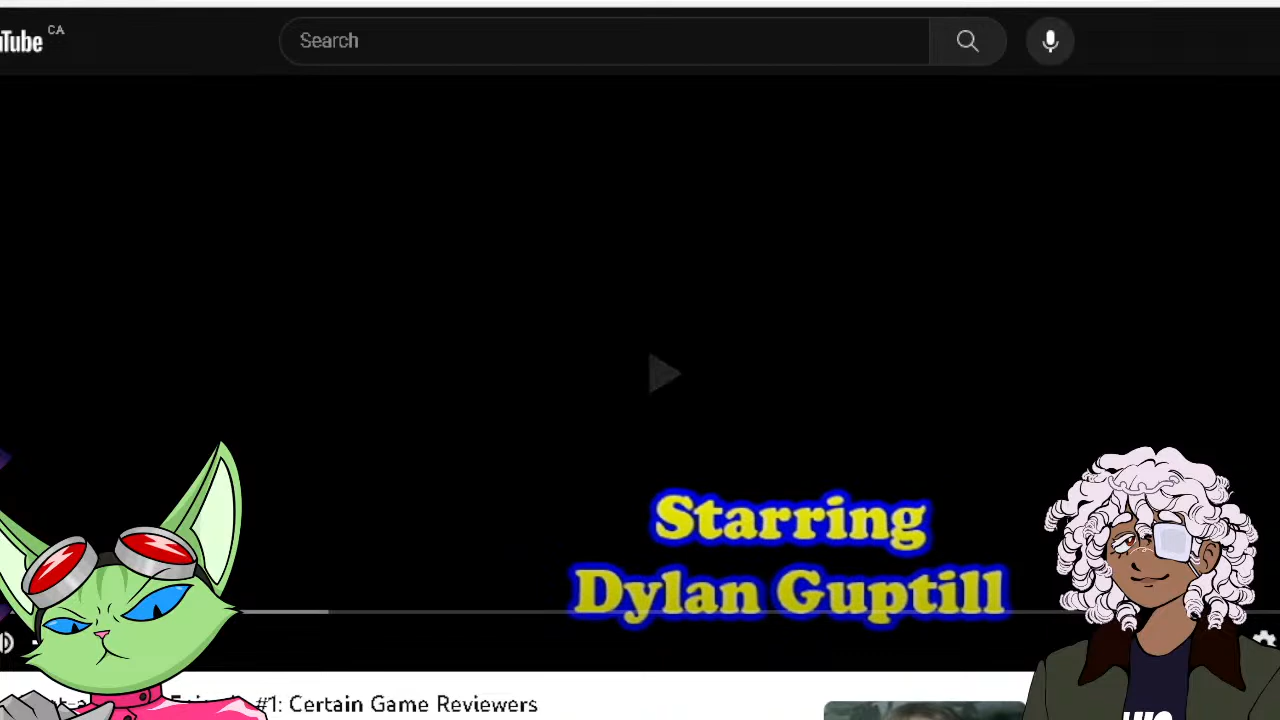 Tube CA
Search
Starring
Dylan Guptill
#1: Certain Game Reviewers